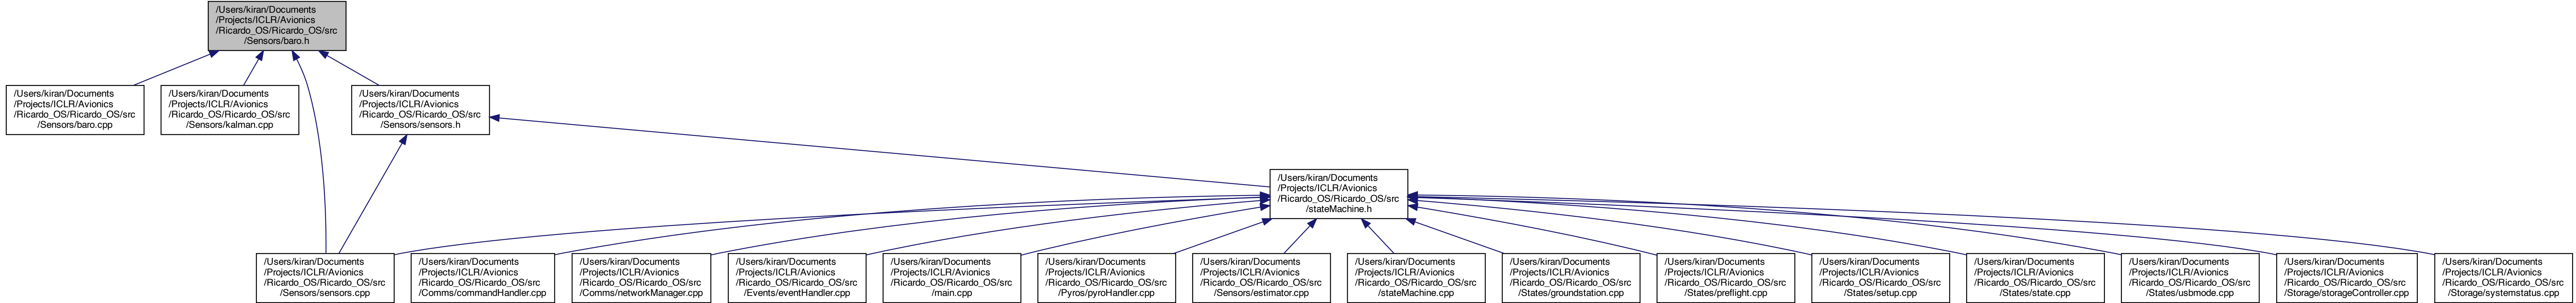 /Users/kiran/Documents
/Projects/ICLR/Avionics
/Ricardo_OS/Ricardo_OS/src
/Sensors/baro.h
/Users/kiran/Documents
/Projects/ICLR/Avionics
/Ricardo_OS/Ricardo_OS/src
/Sensors/baro.cpp
/Users/kiran/Documents
/Projects/ICLR/Avionics
/Ricardo_OS/Ricardo_OS/src
/Sensors/kalman.cpp
/Users/kiran/Documents
/Projects/ICLR/Avionics
/Ricardo_OS/Ricardo_OS/src
/Sensors/sensors.h
/Users/kiran/Documents
/Projects/ICLR/Avionics
/Ricardo_OS/Ricardo_OS/src
/stateMachine.h
/Users/kiran/Documents
/Projects/ICLR/Avionics
/Ricardo_OS/Ricardo_OS/src
/Sensors/sensors.cpp
/Users/kiran/Documents
/Projects/ICLR/Avionics
/Ricardo_OS/Ricardo_OS/src
/Comms/commandHandler.cpp
/Users/kiran/Documents
/Projects/ICLR/Avionics
/Ricardo_OS/Ricardo_OS/src
/Comms/networkManager.cpp
/Users/kiran/Documents
/Projects/ICLR/Avionics
/Ricardo_OS/Ricardo_OS/src
/Events/eventHandler.cpp
/Users/kiran/Documents
/Projects/ICLR/Avionics
/Ricardo_OS/Ricardo_OS/src
/main.cpp
/Users/kiran/Documents
/Projects/ICLR/Avionics
/Ricardo_OS/Ricardo_OS/src
/Pyros/pyroHandler.cpp
/Users/kiran/Documents
/Projects/ICLR/Avionics
/Ricardo_OS/Ricardo_OS/src
/Sensors/estimator.cpp
/Users/kiran/Documents
/Projects/ICLR/Avionics
/Ricardo_OS/Ricardo_OS/src
/stateMachine.cpp
/Users/kiran/Documents
/Projects/ICLR/Avionics
/Ricardo_OS/Ricardo_OS/src
/States/groundstation.cpp
/Users/kiran/Documents
/Projects/ICLR/Avionics
/Ricardo_OS/Ricardo_OS/src
/States/preflight.cpp
/Users/kiran/Documents
/Projects/ICLR/Avionics
/Ricardo_OS/Ricardo_OS/src
/States/setup.cpp
/Users/kiran/Documents
/Projects/ICLR/Avionics
/Ricardo_OS/Ricardo_OS/src
/States/state.cpp
/Users/kiran/Documents
/Projects/ICLR/Avionics
/Ricardo_OS/Ricardo_OS/src
/States/usbmode.cpp
/Users/kiran/Documents
/Projects/ICLR/Avionics
/Ricardo_OS/Ricardo_OS/src
/Storage/storageController.cpp
/Users/kiran/Documents
/Projects/ICLR/Avionics
/Ricardo_OS/Ricardo_OS/src
/Storage/systemstatus.cpp